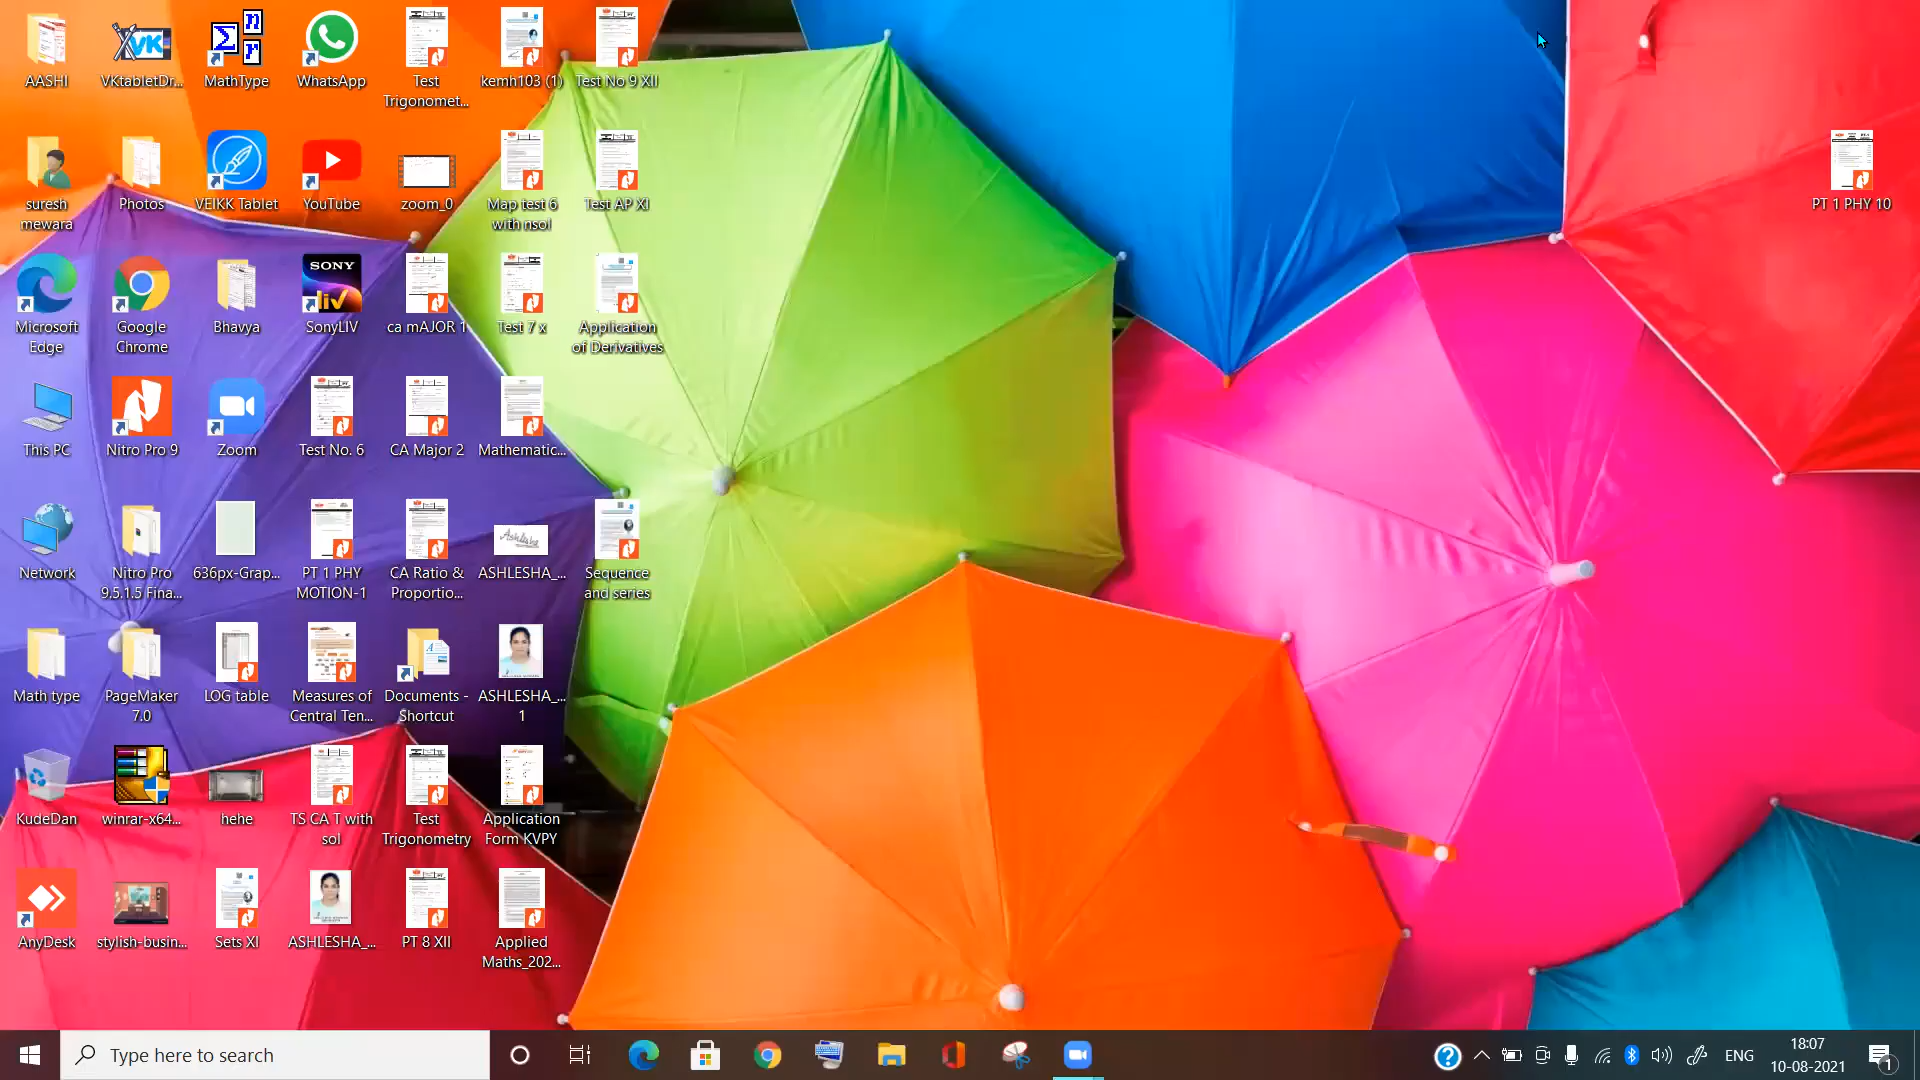 AASHI
VKtabletDr...
MathType
WhatsApp
Test
Trigonomet...
kemh103 (1)
Test No 9 XII
suresh
mewara
Photos
VEIKK Tablet
YouTube
zoom_0
Map test 6
with nsol
Test AP XI
PT 1 PHY 10
Microsoft
Edge
Google
Chrome
Bhavya
SONY
liv
SonyLIV
ca mAJOR 1
Test 7 x
Application
of Derivatives
This PC
Nitro Pro 9
Zoom
Test No. 6
CA Major 2
Mathematic...
Network
Nitro Pro
9.5.1.5 Fina...
636px-Grap...
PT 1 PHY
MOTION-1
CA Ratio &
Proportio...
Ashlesha
ASHLESHA_...
Sequence
and series
Math type
PageMaker
7.0
LOG table
Measures of
Central Ten...
Documents -
Shortcut
ASHLESHA_...
1
KudeDan
winrar-x64...
hehe
TS CA T with
sol
Test
Trigonometry
Application
Form KVPY
AnyDesk
stylish-busin...
Sets XI
ASHLESHA_...
PT 8 XII
Applied
Maths_202...
Type here to search
ENG
18:07
10-08-2021
1